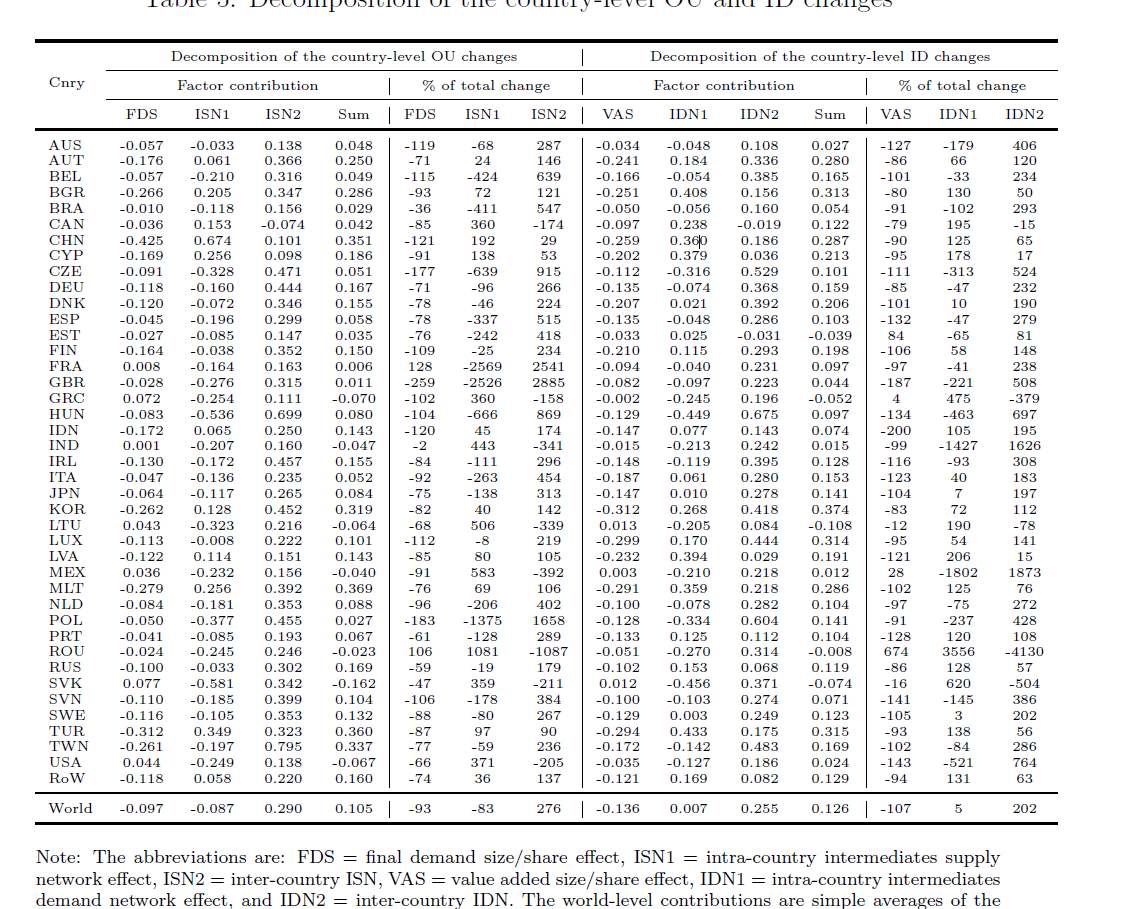 Table 5: Decomposition of the country-level OU and ID changes
Decomposition of the country-level OU changes Decomposition of the country-level ID changes
Cnry Factor contribution % of total change Factor contribution % of total change
FDS ISN1 ISN2 Sum FDS ISN1 ISN2 VAS IDN1 IDN2 Sum VAS IDN1 IDN2
AUS -0.057 -0.033 0.138 0.048 -119 -68 287 -0.034 -0.048 0.108 0.027 -127 -179 406
AUT -0.176 0.061 0.366 0.250 -71 24 146 -0.241 0.184 0.336 0.280 -86 66 120
BEL -0.057 -0.210 0.316 0.049 -115 -424 639 -0.166 -0.054 0.385 0.165 -101 -33 234
BGR -0.266 0.205 0.347 0.286 -93 72 121 -0.251 0.408 0.156 0.313 -80 130 50
BRA -0.010 -0.118 0.156 0.029 -36 -411 547 -0.050 -0.056 0.160 0.054 -91 -102 293
CAN -0.036 0.153 -0.074 0.042 -85 360 -174 -0.097 0.238 -0.019 0.122 -79 195 -15
CHN -0.425 0.674 0.101 0.351 -121 192 29 -0.259 0.360 0.186 0.287 -90 125 65
CYP -0.169 0.256 0.098 0.186 -91 138 53 -0.202 0.379 0.036 0.213 -95 178 17
CZE -0.091 -0.328 0.471 0.051 -177 -639 915 -0.112 -0.316 0.529 0.101 -111 -313 524
DEU -0.118 -0.160 0.444 0.167 -71 -96 266 -0.135 -0.074 0.368 0.159 -85 -47 232
DNK -0.120 -0.072 0.346 0.155 -78 -46 224 -0.207 0.021 0.392 0.206 -101 10 190
ESP -0.045 -0.196 0.299 0.058 -78 -337 515 -0.135 -0.048 0.286 0.103 -132 -47 279
EST -0.027 -0.085 0.147 0.035 -76 -242 418 -0.033 0.025 -0.031 -0.039 84 -65 81
FIN -0.164 -0.038 0.352 0.150 -109 -25 234 -0.210 0.115 0.293 0.198 -106 58 148
FRA 0.008 -0.164 0.163 0.006 128 -2569 2541 -0.094 -0.040 0.231 0.097 -97 -41 238
GBR -0.028 -0.276 0.315 0.011 -259 -2526 2885 -0.082 -0.097 0.223 0.044 -187 -221 508
GRC 0.072 -0.254 0.111 -0.070 -102 360 -158 -0.002 -0.245 0.196 -0.052 4 475 -379
HUN -0.083 -0.536 0.699 0.080 -104 -666 869 -0.129 -0.449 0.675 0.097 -134 -463 697
IDN -0.172 0.065 0.250 0.143 -120 45 174 -0.147 0.077 0.143 0.074 -200 105 195
IND 0.001 -0.207 0.160 -0.047 -2 443 -341 -0.015 -0.213 0.242 0.015 -99 -1427 1626
IRL -0.130 -0.172 0.457 0.155 -84 -111 296 -0.148 -0.119 0.395 0.128 -116 -93 308
ITA -0.047 -0.136 0.235 0.052 -92 -263 454 -0.187 0.061 0.280 0.153 -123 40 183
JPN -0.064 -0.117 0.265 0.084 -75 -138 313 -0.147 0.010 0.278 0.141 -104 7 197
KOR -0.262 0.128 0.452 0.319 -82 40 142 -0.312 0.268 0.418 0.374 -83 72 112
LTU 0.043 -0.323 0.216 -0.064 -68 506 -339 0.013 -0.205 0.084 -0.108 -12 190 -78
LUX -0.113 -0.008 0.222 0.101 -112 -8 219 -0.299 0.170 0.444 0.314 -95 54 141
LVA -0.122 0.114 0.151 0.143 -85 80 105 -0.232 0.394 0.029 0.191 -121 206 15
MEX 0.036 -0.232 0.156 -0.040 -91 583 -392 0.003 -0.210 0.218 0.012 28 -1802 1873
MLT -0.279 0.256 0.392 0.369 -76 69 106 -0.291 0.359 0.218 0.286 -102 125 76
NLD -0.084 -0.181 0.353 0.088 -96 -206 402 -0.100 -0.078 0.282 0.104 -97 -75 272
POL -0.050 -0.377 0.455 0.027 -183 -1375 1658 -0.128 -0.334 0.604 0.141 -91 -237 428
PRT -0.041 -0.085 0.193 0.067 -61 -128 289 -0.133 0.125 0.112 0.104 -128 120 108
ROU -0.024 -0.245 0.246 -0.023 106 1081 -1087 -0.051 -0.270 0.314 -0.008 674 3556 -4130
RUS -0.100 -0.033 0.302 0.169 -59 -19 179 -0.102 0.153 0.068 0.119 -86 128 57
SVK 0.077 -0.581 0.342 -0.162 -47 359 -211 0.012 -0.456 0.371 -0.074 -16 620 -504
SVN -0.110 -0.185 0.399 0.104 -106 -178 384 -0.100 -0.103 0.274 0.071 -141 -145 386
SWE -0.116 -0.105 0.353 0.132 -88 -80 267 -0.129 0.003 0.249 0.123 -105 3 202
TUR -0.312 0.349 0.323 0.360 -87 97 90 -0.294 0.433 0.175 0.315 -93 138 56
TWN -0.261 -0.197 0.795 0.337 -77 -59 236 -0.172 -0.142 0.483 0.169 -102 -84 286
USA 0.044 -0.249 0.138 -0.067 -66 371 -205 -0.035 -0.127 0.186 0.024 -143 -521 764
RoW -0.118 0.058 0.220 0.160 -74 36 137 -0.121 0.169 0.082 0.129 -94 131 63
World -0.097 -0.087 0.290 0.105 -93 -83 276 -0.136 0.007 0.255 0.126 -107 5 202
Note: The abbreviations are: FDS = final demand size/share effect, ISN1 = intra-country intermediates supply
network effect, ISN2 = inter-country ISN, VAS = value added size/share effect, IDN1 = intra-country intermediates
demand network effect, and IDN2 = inter-country IDN. The world-level contributions are simple averages of the